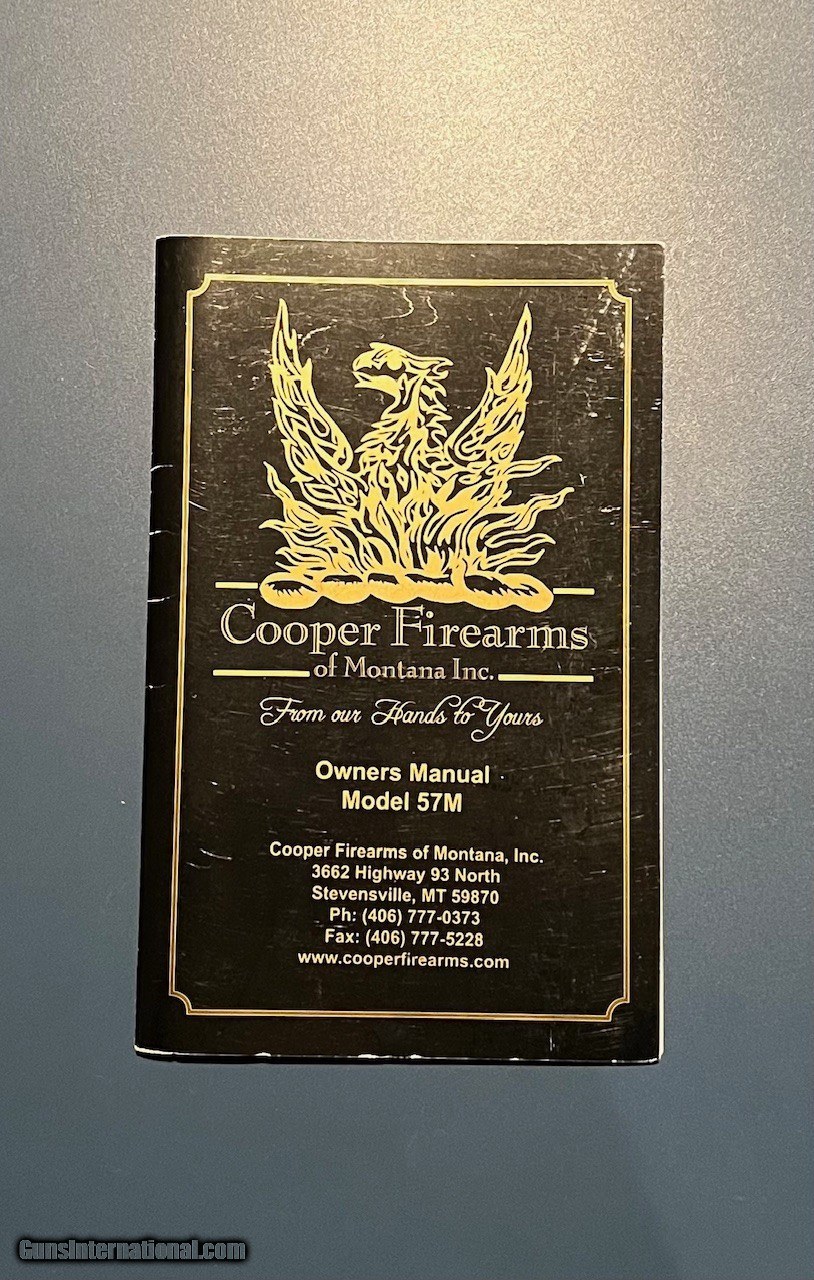 Cooper Firearms
of Montana Inc.
From our Hands to Yours
Owners Manual
Model 57M
Cooper Firearms of Montana, Inc.
3662 Highway 93 North
Stevensville, MT 59870
Ph: (406) 777-0373
Fax: (406) 777-5228
www.cooperfirearms.com
GunsInternational.com